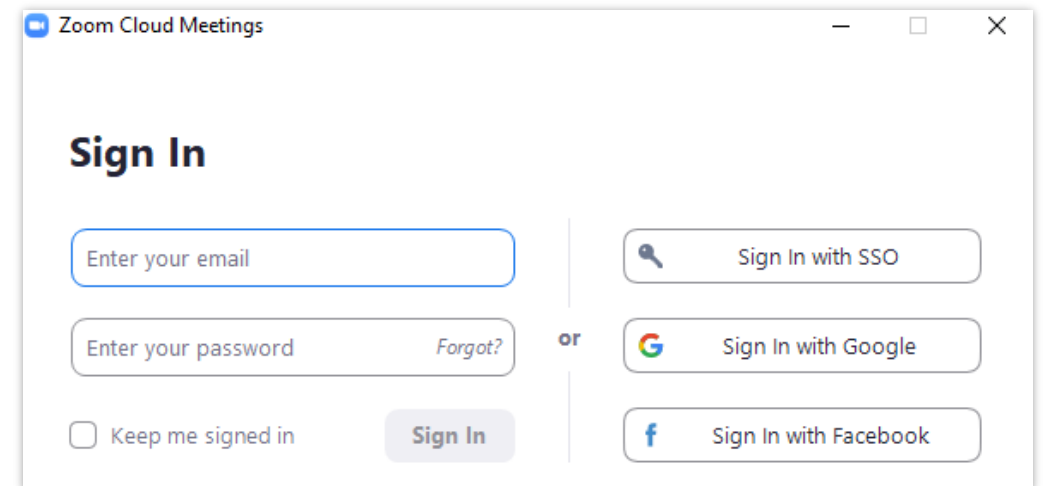 Zoom Cloud Meetings
Sign In
Enter your email
Enter your password Forgot?
Keep me signed in Sign In
or
Sign In with SSO
Sign In with Google
Sign In with Facebook